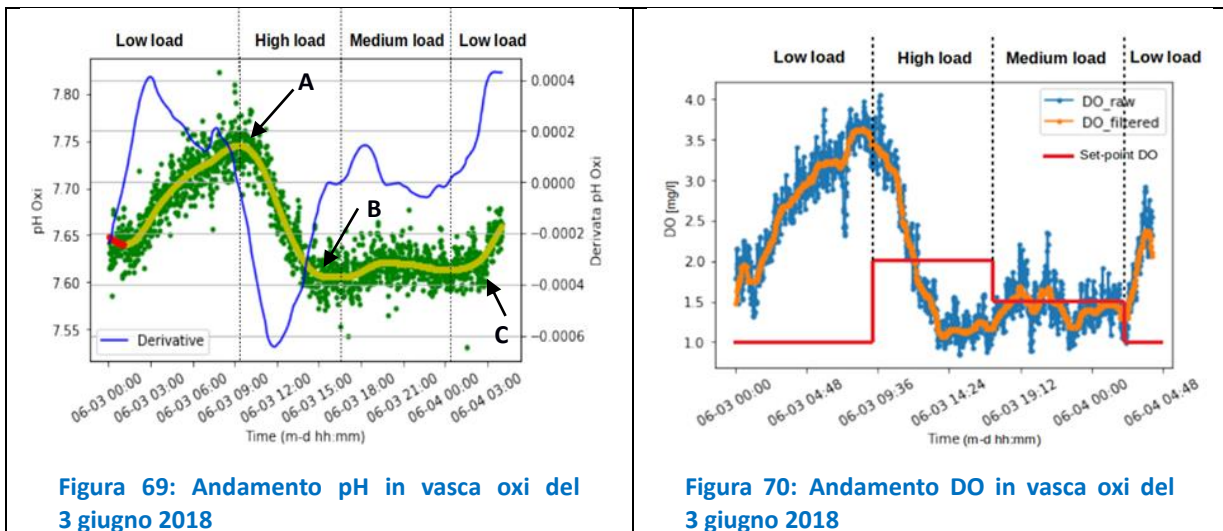 Low load High load Medium load Low load
A
B
C
7.80
7.75
7.70
7.65
7.60
7.55
pH Oxi
0.0004
0.0002
0.0000
−0.0002
−0.0004
−0.0006
Derivata pH Oxi
Derivative
06-03 00:00
06-03 03:00
06-03 06:00
06-03 09:00
06-03 12:00
06-03 15:00
06-03 18:00
06-03 21:00
06-04 00:00
06-04 03:00
Time (m-d hh:mm)
Figura 69: Andamento pH in vasca oxi del
3 giugno 2018
Low load High load Medium load Low load
4.0
3.5
3.0
2.5
2.0
1.5
1.0
DO [mg/l]
DO_raw
DO_filtered
Set-point DO
06-03 00:00
06-03 04:48
06-03 09:36
06-03 14:24
06-03 19:12
06-04 00:00
06-04 04:48
Time (m-d hh:mm)
Figura 70: Andamento DO in vasca oxi del
3 giugno 2018